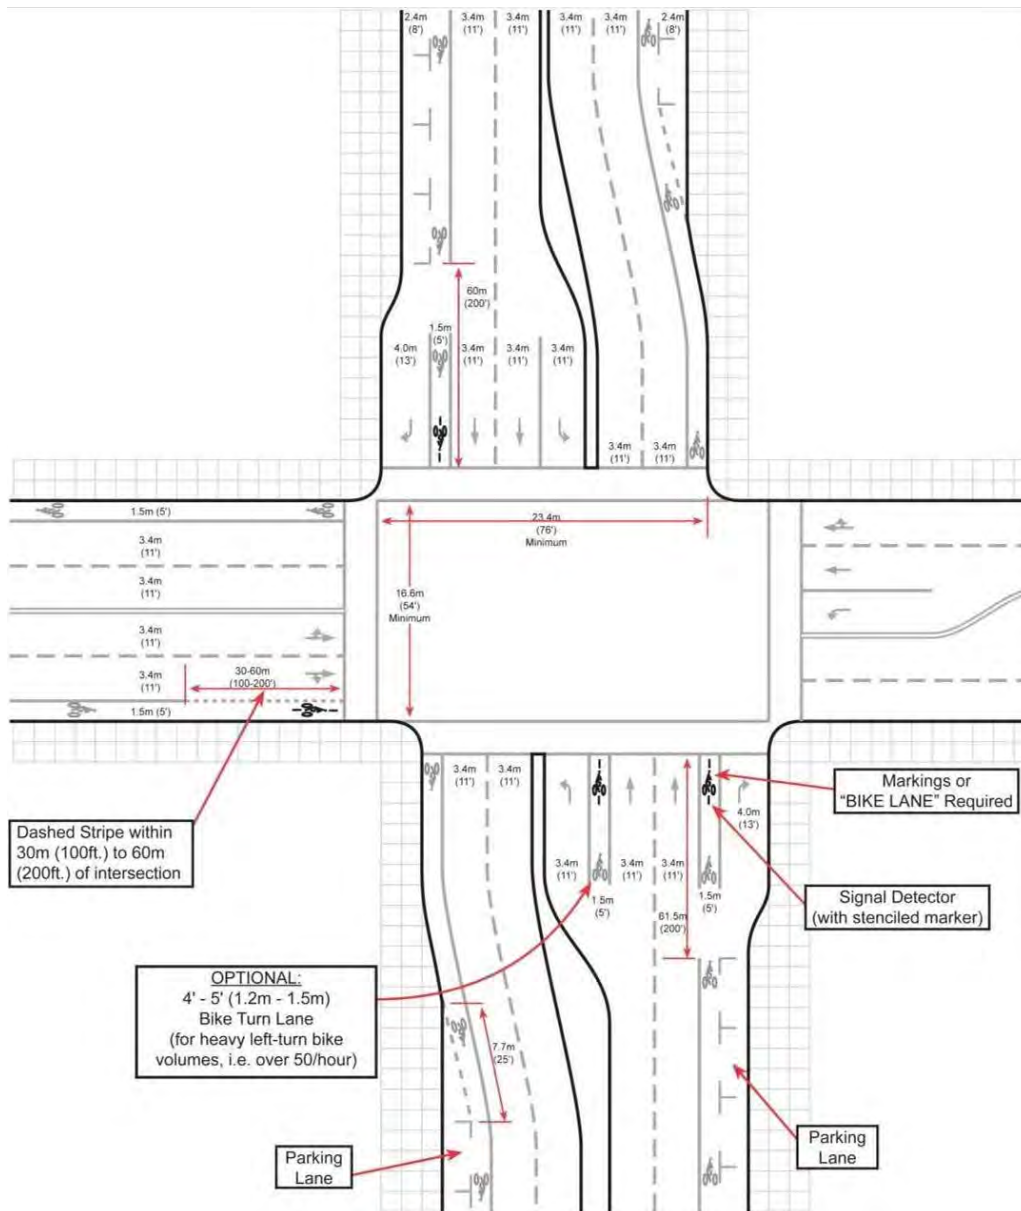 2.4m 3.4m 3.4m 3.4m 3.4m 2.4m
(8') (11') (11') (11') (11') (8')
60m
(200')
1.5m
(5')
4.0m 3.4m 3.4m 3.4m
(13') (11') (11') (11')
3.4m 3.4m
(11') (11')
1.5m (5')
3.4m
(11')
3.4m
(11')
23.4m
(76')
Minimum
16.6m
(54')
Minimum
3.4m
(11')
3.4m
(11')
30-60m
(100-200')
1.5m (5')
3.4m 3.4m
(11') (11')
4.0m
(13')
Markings or
“BIKE LANE” Required
Dashed Stripe within
30m (100ft.) to 60m
(200ft.) of intersection
3.4m 3.4m 3.4m
(11') (11') (11')
1.5m 1.5m
(5') (5')
Signal Detector
(with stenciled marker)
61.5m
(200')
OPTIONAL:
4' - 5' (1.2m - 1.5m)
Bike Turn Lane
(for heavy left-turn bike
volumes, i.e. over 50/hour)
7.7m
(25')
Parking
Lane
Parking
Lane